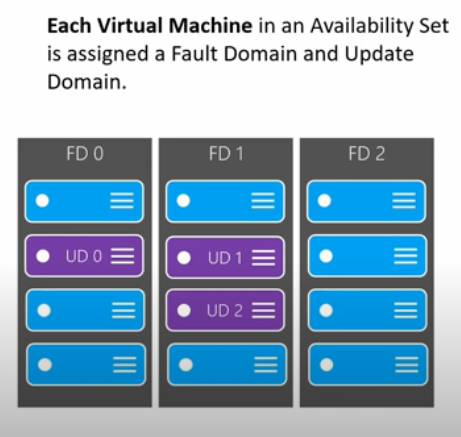 Each Virtual Machine in an Availability Set
is assigned a Fault Domain and Update
Domain.
FD 0
FD 1
FD 2
UD 0
UD 1
UD 2